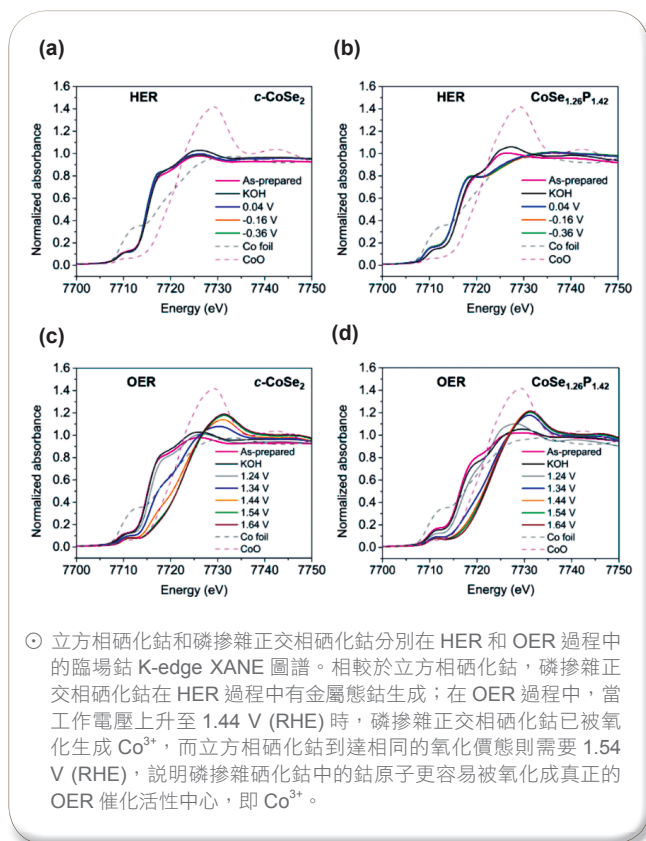 (a)
HER
c-CoSe2
Normalized absorbance
1.6
1.4
1.2
1.0
0.8
0.6
0.4
0.2
0.0
As-prepared
KOH
0.04 V
-0.16 V
-0.36 V
Co foil
CoO
7700 7710 7720 7730 7740 7750
Energy (eV)
(b)
HER
CoSe1.26P1.42
Normalized absorbance
1.6
1.4
1.2
1.0
0.8
0.6
0.4
0.2
0.0
As-prepared
KOH
0.04 V
-0.16 V
-0.36 V
Co foil
CoO
7700 7710 7720 7730 7740 7750
Energy (eV)
(c)
OER
c-CoSe2
Normalized absorbance
1.6
1.4
1.2
1.0
0.8
0.6
0.4
0.2
0.0
As-prepared
KOH
1.24 V
1.34 V
1.44 V
1.54 V
1.64 V
Co foil
CoO
7700 7710 7720 7730 7740 7750
Energy (eV)
(d)
OER
CoSe1.26P1.42
Normalized absorbance
1.6
1.4
1.2
1.0
0.8
0.6
0.4
0.2
0.0
As-prepared
KOH
1.24 V
1.34 V
1.44 V
1.54 V
1.64 V
Co foil
CoO
7700 7710 7720 7730 7740 7750
Energy (eV)
⊙ 立方相硒化鈷和磷摻雜正交相硒化鈷分別在 HER 和 OER 過程中
的臨場鈷 K-edge XANE 圖譜。相較於立方相硒化鈷，磷摻雜正
交相硒化鈷在 HER 過程中有金屬態鈷生成；在 OER 過程中，當
工作電壓上升至 1.44 V (RHE) 時，磷摻雜正交相硒化鈷已被氧
化生成 Co³⁺，而立方相硒化鈷到達相同的氧化價態則需要 1.54
V (RHE)，説明磷摻雜硒化鈷中的鈷原子更容易被氧化成真正的
OER 催化活性中心，即 Co³⁺。